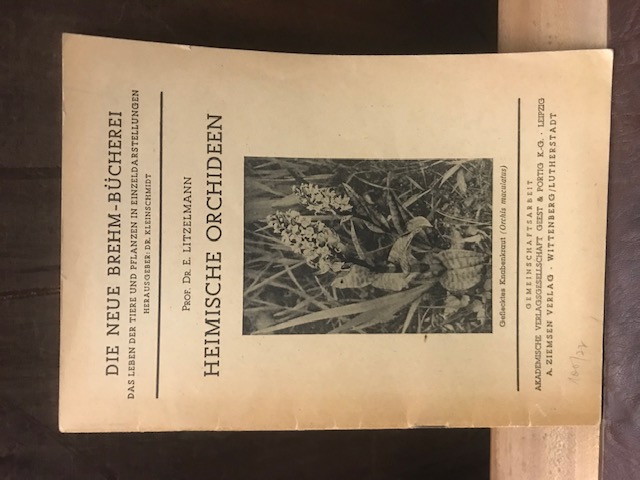 DIE NEUE BREHM-BÜCHEREI
DAS LEBEN DER TIERE UND PFLANZEN IN EINZELDARSTELLUNGEN
HERAUSGEBER: DR. KLEINSCHMIDT
PROF. DR. E. LITZELMANN
HEIMISCHE ORCHIDEEN
Geflecktes Knabenkraut (Orchis maculatus)
GEMEINSCHAFTSARBEIT
AKADEMISCHE VERLAGSGESELLSCHAFT GEEST & PORTIG K.-G. · LEIPZIG
A. ZIEMSEN VERLAG · WITTENBERG/LUTHERSTADT